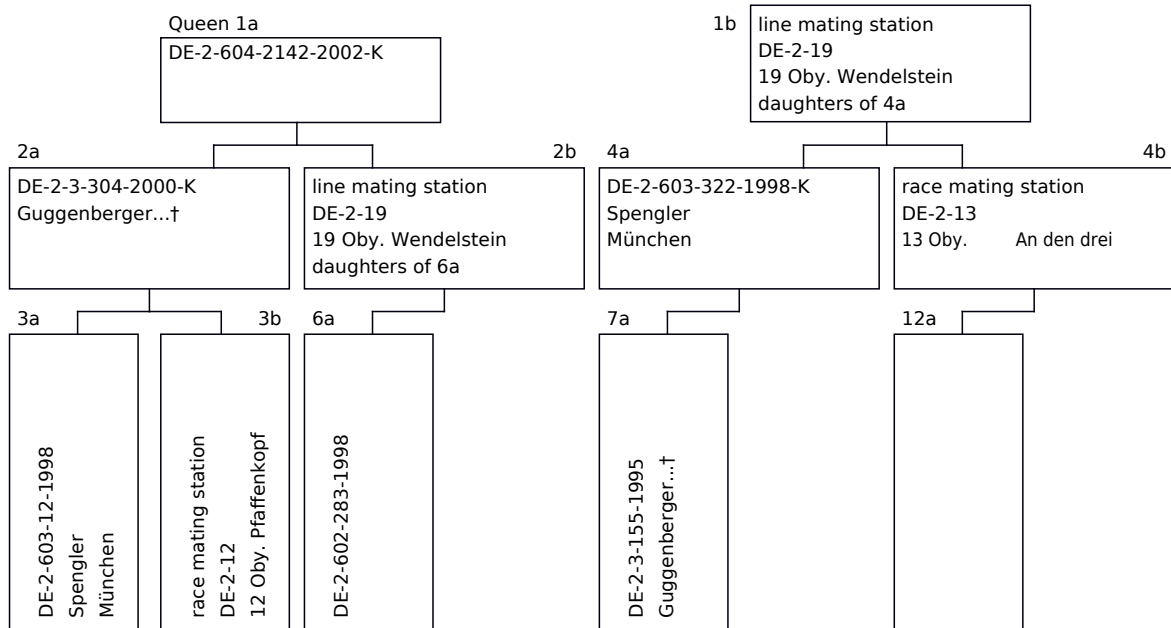 Queen 1a
DE-2-604-2142-2002-K
1b
line mating station
DE-2-19
19 Oby. Wendelstein
daughters of 4a
2a
DE-2-3-304-2000-K
Guggenberger...†
2b
line mating station
DE-2-19
19 Oby. Wendelstein
daughters of 6a
4a
DE-2-603-322-1998-K
Spengler
München
4b
race mating station
DE-2-13
13 Oby. An den drei
3a
DE-2-603-12-1998
Spengler
München
3b
race mating station
DE-2-12
12 Oby. Pfaffenkopf
6a
DE-2-602-283-1998
7a
DE-2-3-155-1995
Guggenberger...†
12a